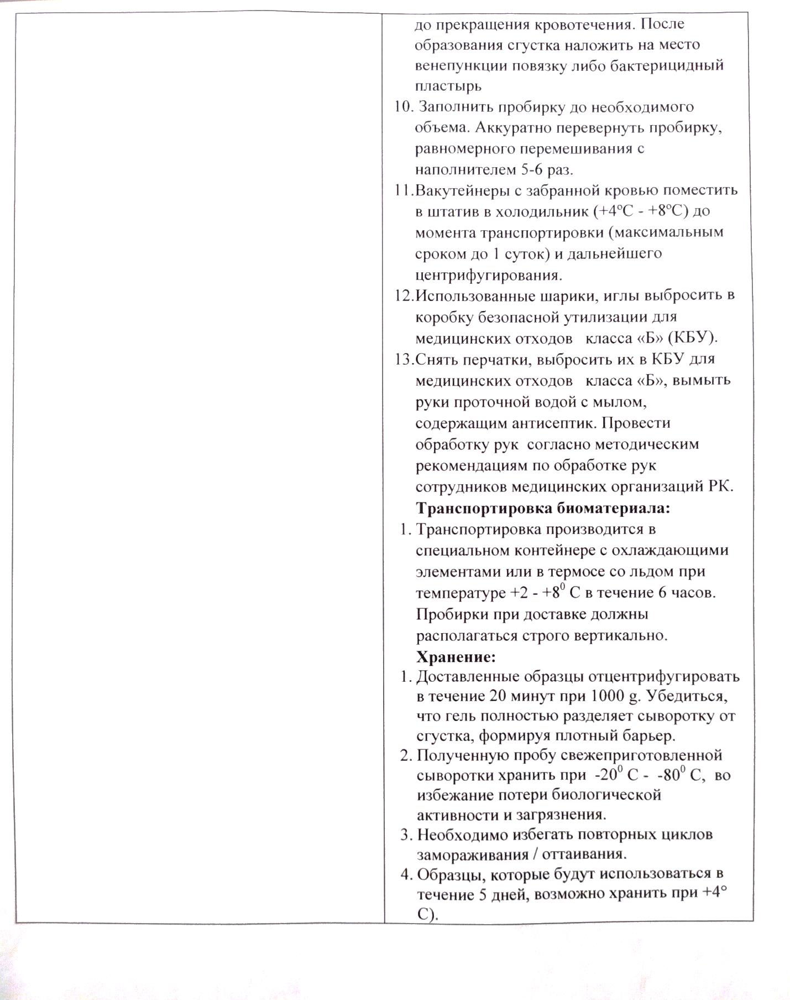 до прекращения кровотечения. После
образования сгустка наложить на место
венепункции повязку либо бактерицидный
пластырь
10. Заполнить пробирку до необходимого
объема. Аккуратно перевернуть пробирку,
равномерного перемешивания с
наполнителем 5-6 раз.
11.Вакутейнеры с забранной кровью поместить
в штатив в холодильник (+4°С - +8°С) до
момента транспортировки (максимальным
сроком до 1 суток) и дальнейшего
центрифугирования.
12.Использованные шарики, иглы выбросить в
коробку безопасной утилизации для
медицинских отходов класса «Б» (КБУ).
13.Снять перчатки, выбросить их в КБУ для
медицинских отходов класса «Б», вымыть
руки проточной водой с мылом,
содержащим антисептик. Провести
обработку рук согласно методическим
рекомендациям по обработке рук
сотрудников медицинских организаций РК.
Транспортировка биоматериала:
1. Транспортировка производится в
специальном контейнере с охлаждающими
элементами или в термосе со льдом при
температуре +2 - +8⁰ С в течение 6 часов.
Пробирки при доставке должны
располагаться строго вертикально.
Хранение:
1. Доставленные образцы отцентрифугировать
в течение 20 минут при 1000 g. Убедиться,
что гель полностью разделяет сыворотку от
сгустка, формируя плотный барьер.
2. Полученную пробу свежеприготовленной
сыворотки хранить при -20⁰ С - -80⁰ С, во
избежание потери биологической
активности и загрязнения.
3. Необходимо избегать повторных циклов
замораживания / оттаивания.
4. Образцы, которые будут использоваться в
течение 5 дней, возможно хранить при +4°
С).